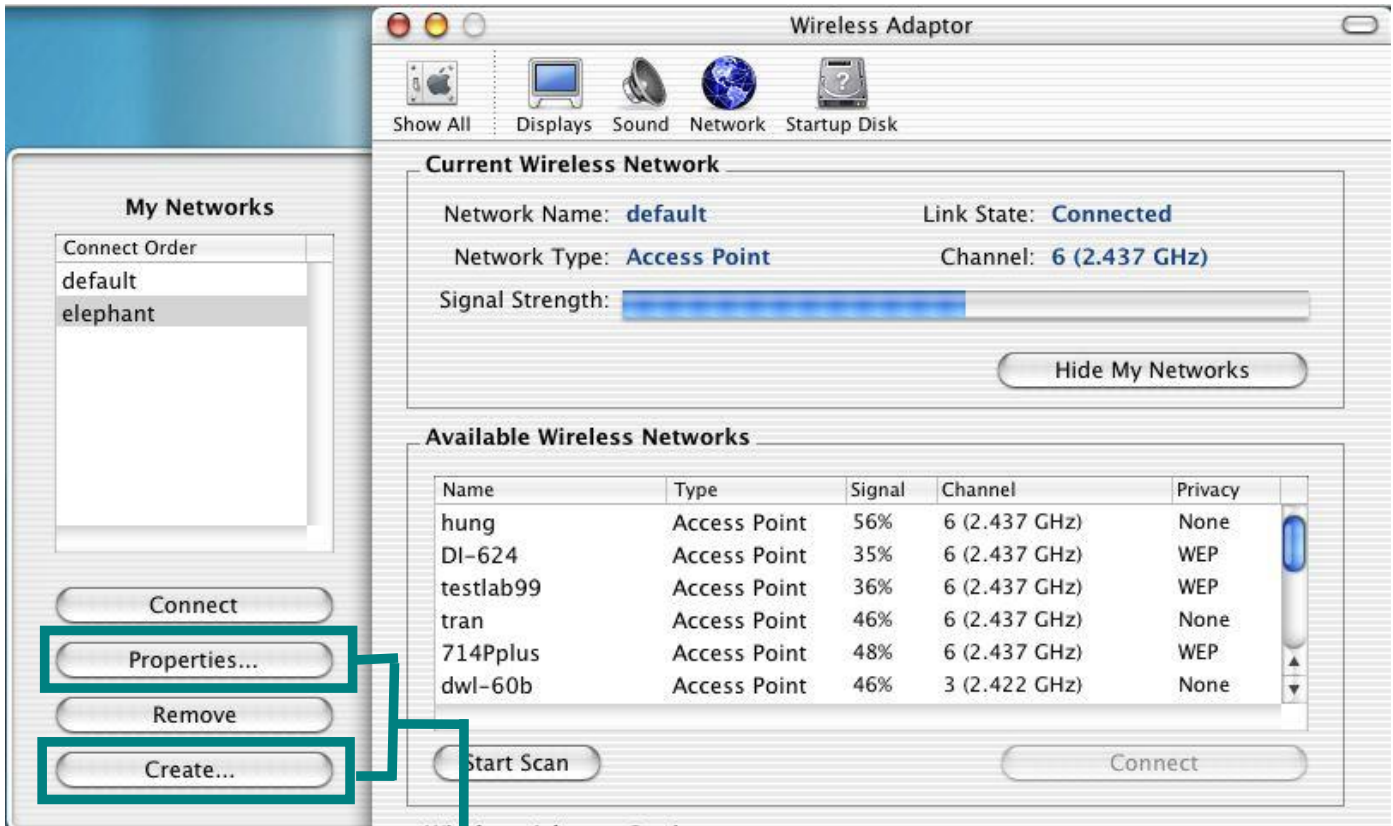 Wireless Adaptor
Show All Displays Sound Network Startup Disk
My Networks
Connect Order
default
elephant
Connect
Properties...
Remove
Create...
Current Wireless Network
Network Name: default Link State: Connected
Network Type: Access Point Channel: 6 (2.437 GHz)
Signal Strength:
Hide My Networks
Available Wireless Networks
Name Type Signal Channel Privacy
hung Access Point 56% 6 (2.437 GHz) None
DI-624 Access Point 35% 6 (2.437 GHz) WEP
testlab99 Access Point 36% 6 (2.437 GHz) WEP
tran Access Point 46% 6 (2.437 GHz) None
714Pplus Access Point 48% 6 (2.437 GHz) WEP
dwl-60b Access Point 46% 3 (2.422 GHz) None
Start Scan Connect